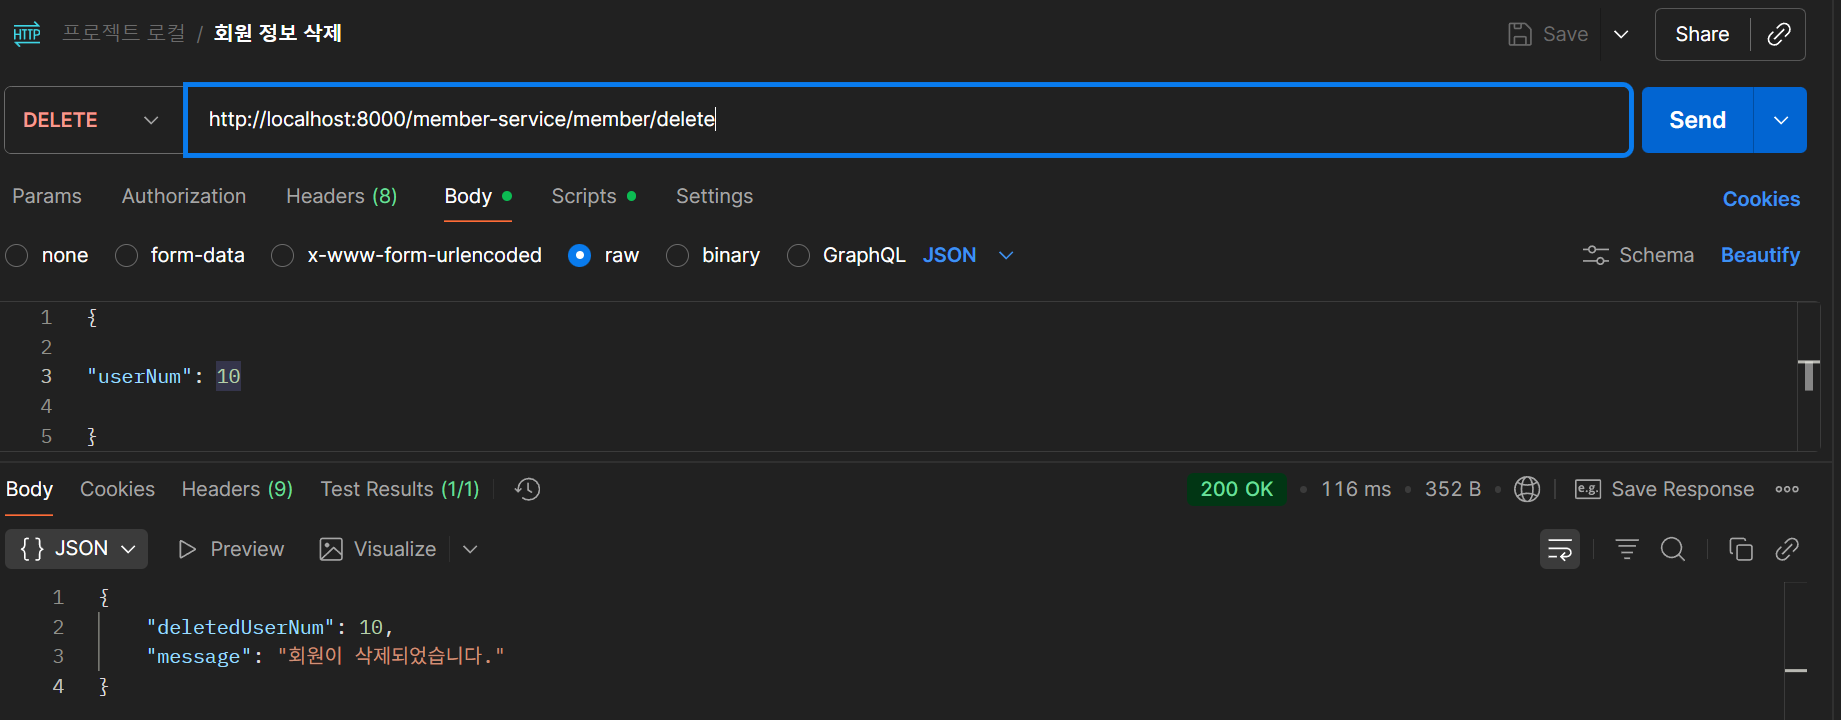 HTTP 프로젝트 로컬 / 회원 정보 삭제 Save Share
DELETE http://localhost:8000/member-service/member/delete Send
Params Authorization Headers (8) Body Scripts Settings Cookies
none form-data x-www-form-urlencoded raw binary GraphQL JSON Schema Beautify
1 {
2
3 "userNum": 10
4
5 }
Body Cookies Headers (9) Test Results (1/1) 200 OK 116 ms 352 B e.g. Save Response
{} JSON Preview Visualize
1 {
2 "deletedUserNum": 10,
3 "message": "회원이 삭제되었습니다."
4 }